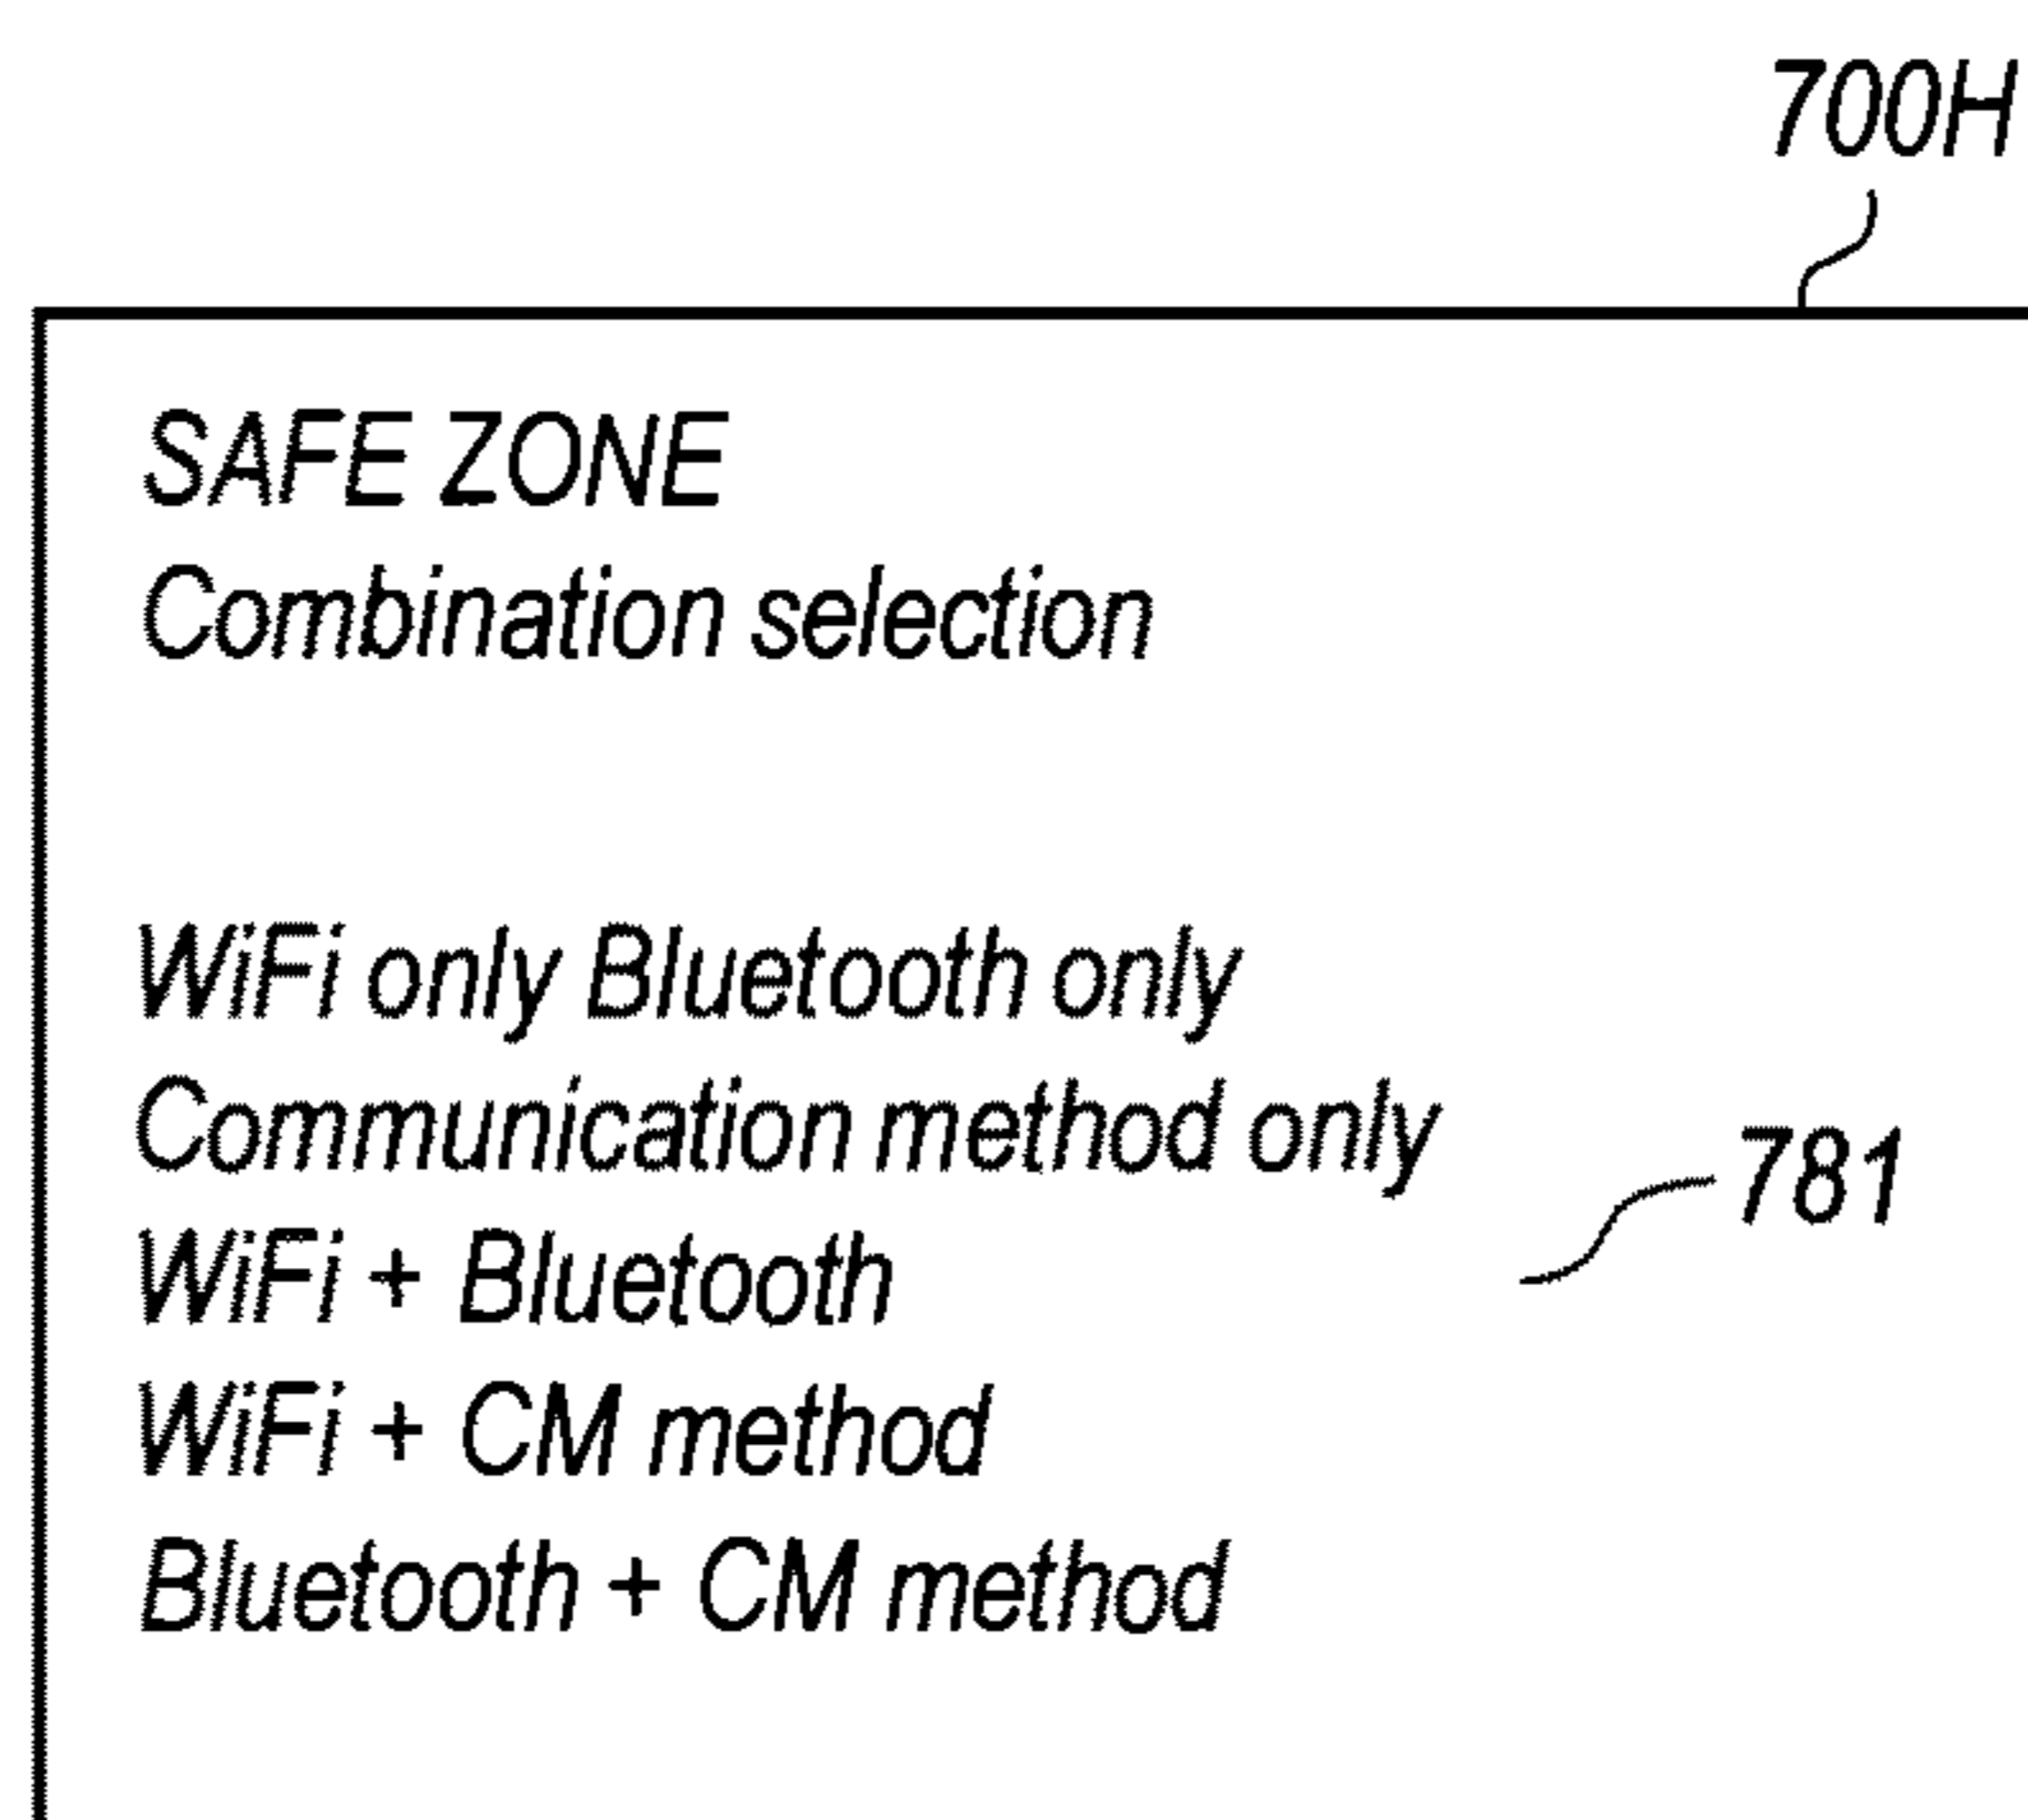 700H
SAFE ZONE
Combination selection
WiFi only Bluetooth only
Communication method only
781
WiFi + Bluetooth
WiFi + CM method
Bluetooth + CM method